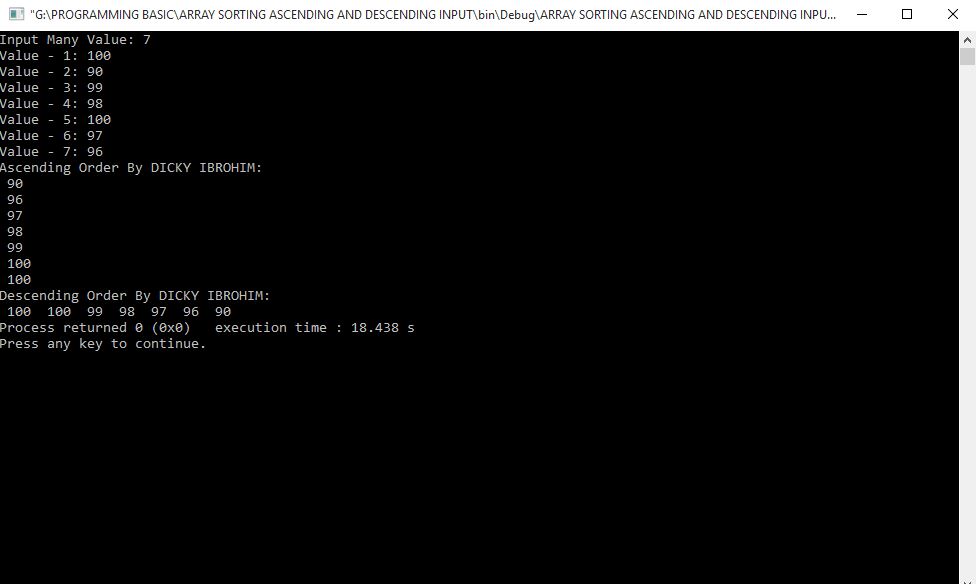 "G:\PROGRAMMING BASIC\ARRAY SORTING ASCENDING AND DESCENDING INPUT\bin\Debug\ARRAY SORTING ASCENDING AND DESCENDING INPU...
Input Many Value: 7
Value - 1: 100
Value - 2: 90
Value - 3: 99
Value - 4: 98
Value - 5: 100
Value - 6: 97
Value - 7: 96
Ascending Order By DICKY IBROHIM:
 90
 96
 97
 98
 99
 100
 100
Descending Order By DICKY IBROHIM:
 100  100  99  98  97  96  90
Process returned 0 (0x0)   execution time : 18.438 s
Press any key to continue.